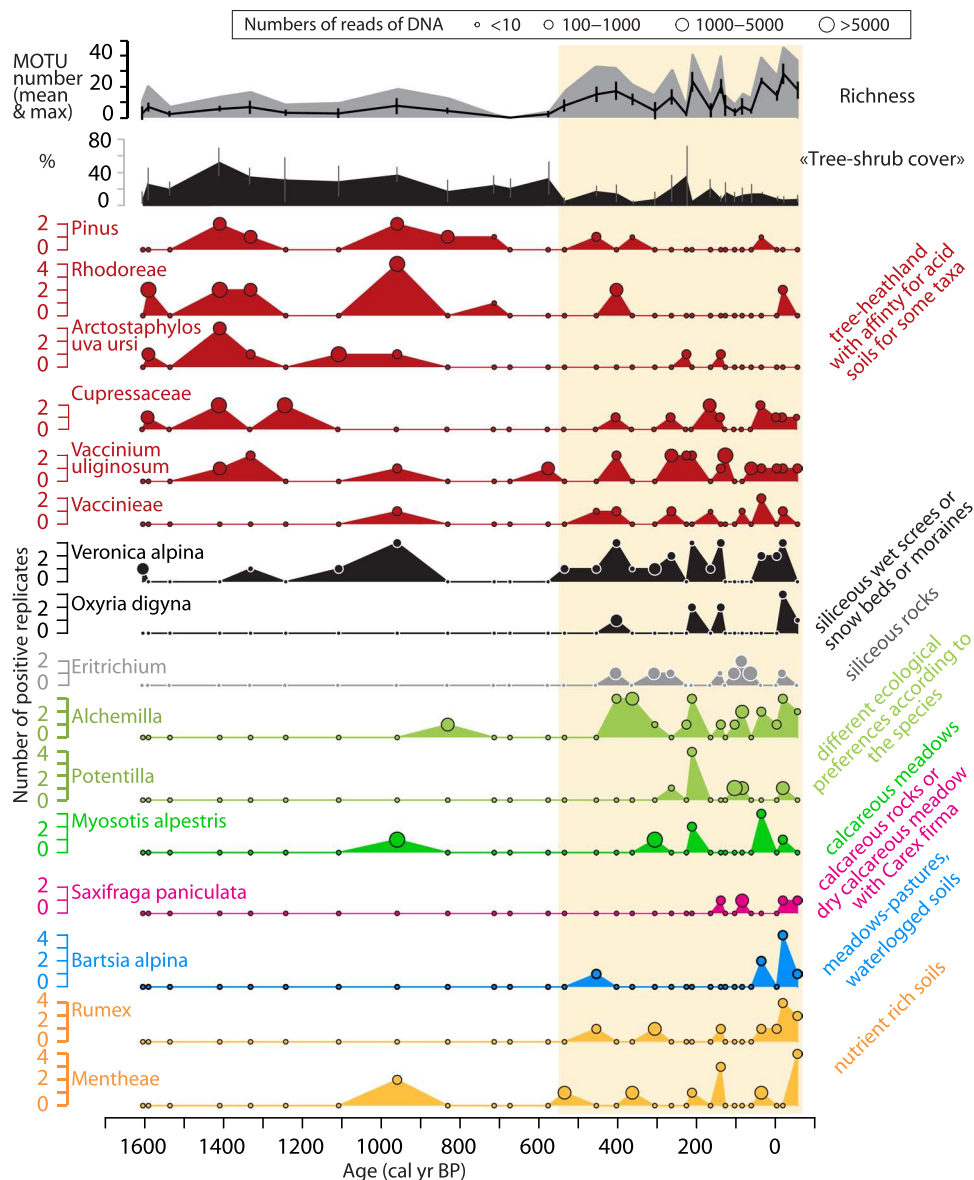 Numbers of reads of DNA <10 100–1000 1000–5000 >5000
MOTU
number
(mean
& max)
40
20
0
Richness
%
80
40
0
«Tree-shrub cover»
Number of positive replicates
2
0
Pinus
4
2
0
Rhodoreae
2
0
Arctostaphylos
uva ursi
2
0
Cupressaceae
2
0
Vaccinium
uliginosum
2
0
Vaccinieae
tree-heathland
with affinity for acid
soils for some taxa
2
0
Veronica alpina
2
0
Oxyria digyna
siliceous wet screes or
snow beds or moraines
2
0
Eritrichium
siliceous rocks
2
0
Alchemilla
4
2
0
Potentilla
different ecological
preferences according to
the species
2
0
Myosotis alpestris
calcareous meadows
2
0
Saxifraga paniculata
calcareous rocks or
dry calcareous meadow
with Carex firma
4
2
0
Bartsia alpina
meadows-pastures,
waterlogged soils
4
2
0
Rumex
4
2
0
Mentheae
nutrient rich soils
1600 1400 1200 1000 800 600 400 200 0
Age (cal yr BP)